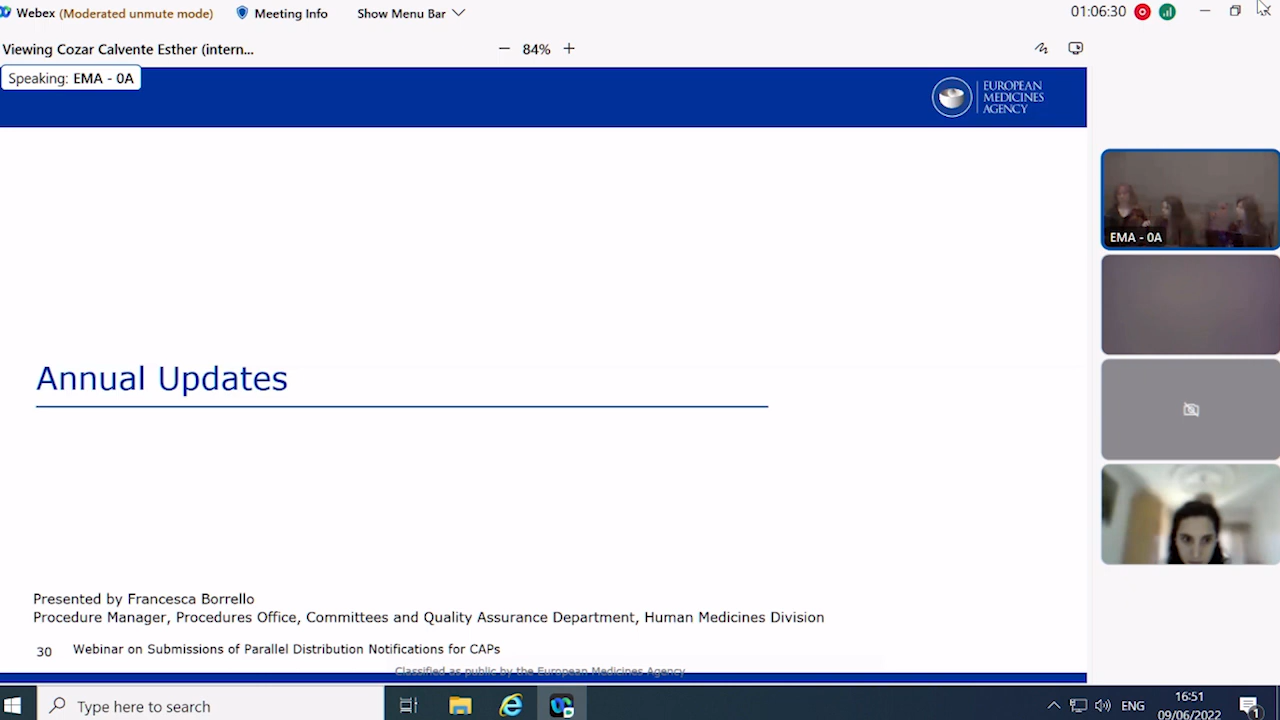 Webex (Moderated unmute mode) Meeting Info Show Menu Bar 01:06:30
Viewing Cozar Calvente Esther (intern... 84%
Speaking: EMA - 0A
EUROPEAN
MEDICINES
AGENCY
EMA - 0A
Annual Updates
Presented by Francesca Borrello
Procedure Manager, Procedures Office, Committees and Quality Assurance Department, Human Medicines Division
30 Webinar on Submissions of Parallel Distribution Notifications for CAPs
Classified as public by the European Medicines Agency
Type here to search
ENG
16:51
09/06/2022
1